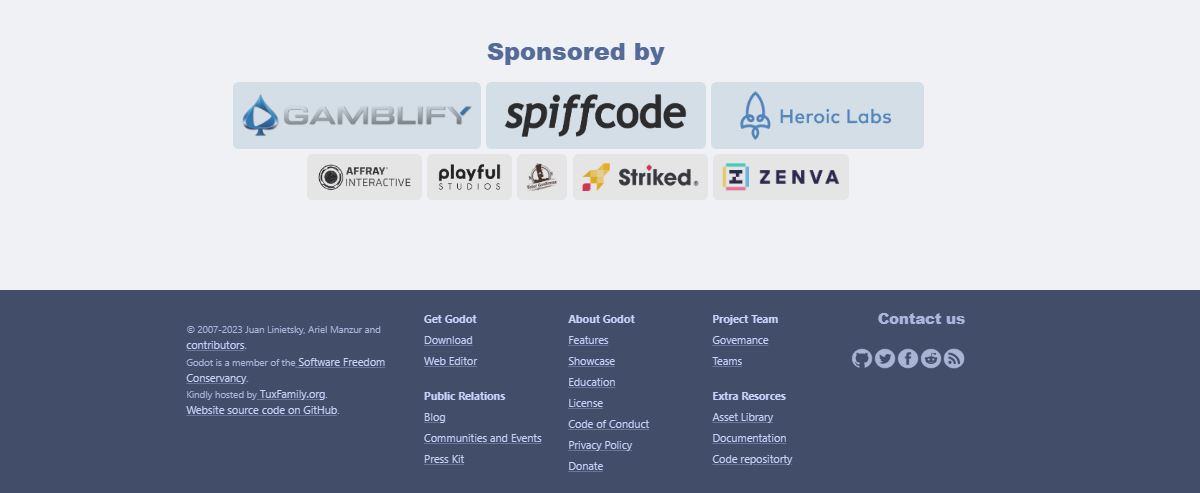 Sponsored by
GAMBLIFY
spiffcode
Heroic Labs
AFFRAY
INTERACTIVE
playful
STUDIOS
Striked®
ZENVA
© 2007-2023 Juan Linietsky, Ariel Manzur and
contributors.
Godot is a member of the Software Freedom
Conservancy.
Kindly hosted by TuxFamily.org.
Website source code on GitHub.
Get Godot
Download
Web Editor
Public Relations
Blog
Communities and Events
Press Kit
About Godot
Features
Showcase
Education
License
Code of Conduct
Privacy Policy
Donate
Project Team
Govenance
Teams
Extra Resorces
Asset Library
Documentation
Code repositorty
Contact us